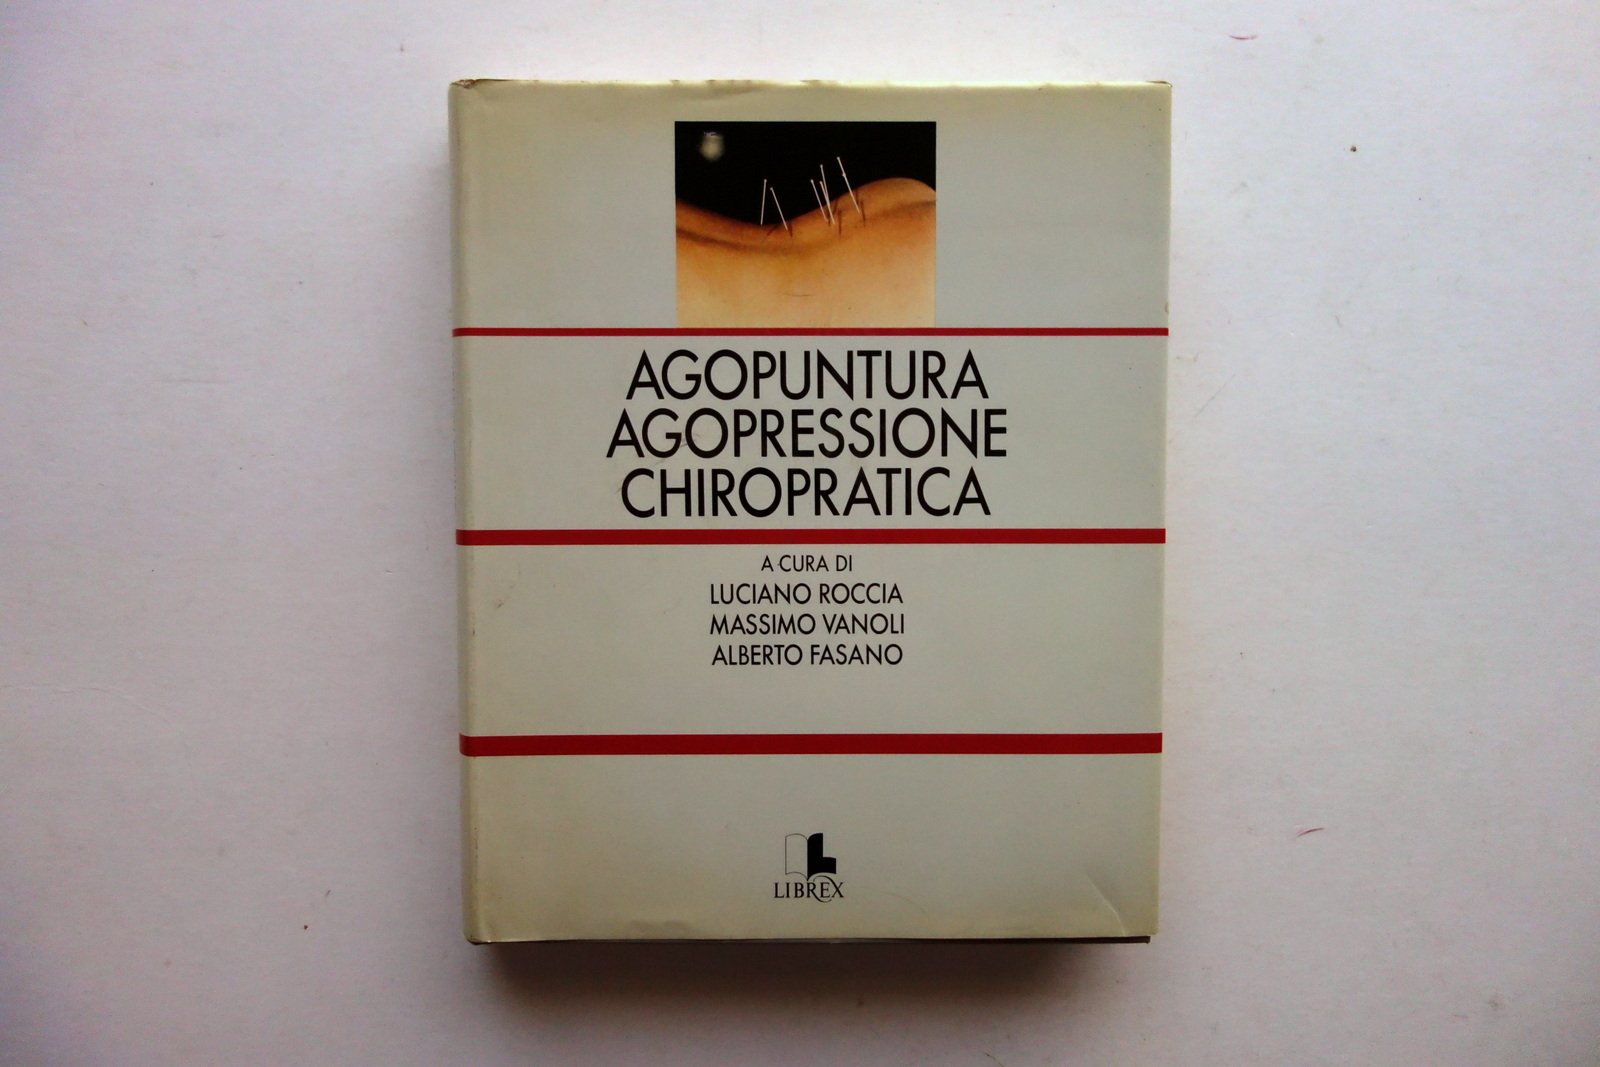 AGOPUNTURA
AGOPRESSIONE
CHIROPRATICA
A CURA DI
LUCIANO ROCCIA
MASSIMO VANOLI
ALBERTO FASANO
LIBREX